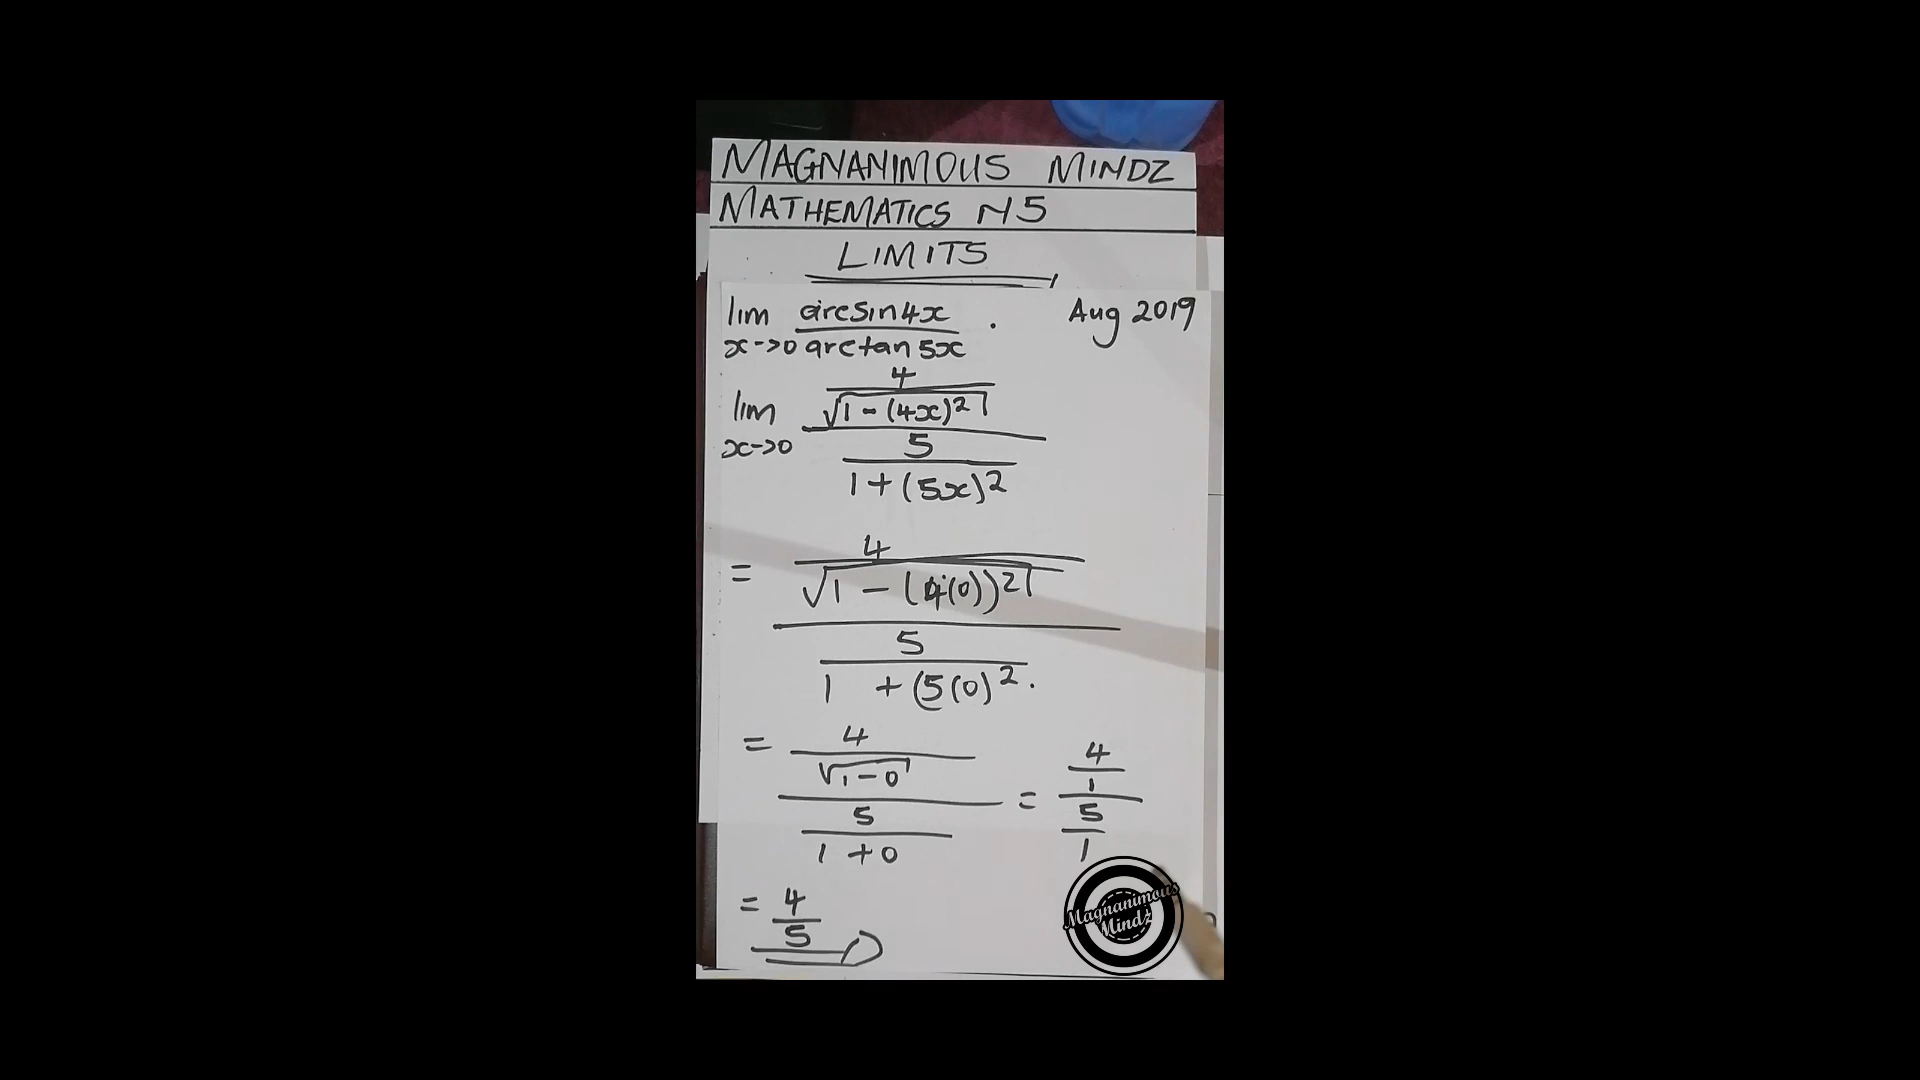 MAGNANIMOUS MINDZ
MATHEMATICS N5
LIMITS
lim x->0 arcsin4x / arctan 5x . Aug 2019
lim x->0 (4 / √(1-(4x)²)) / (5 / (1+(5x)²))
= (4 / √(1-(4(0))²)) / (5 / (1 + (5(0)².))
= (4 / √(1-0)) / (5 / (1+0)) = (4/1) / (5/1)
= 4/5
Magnanimous
Mindz